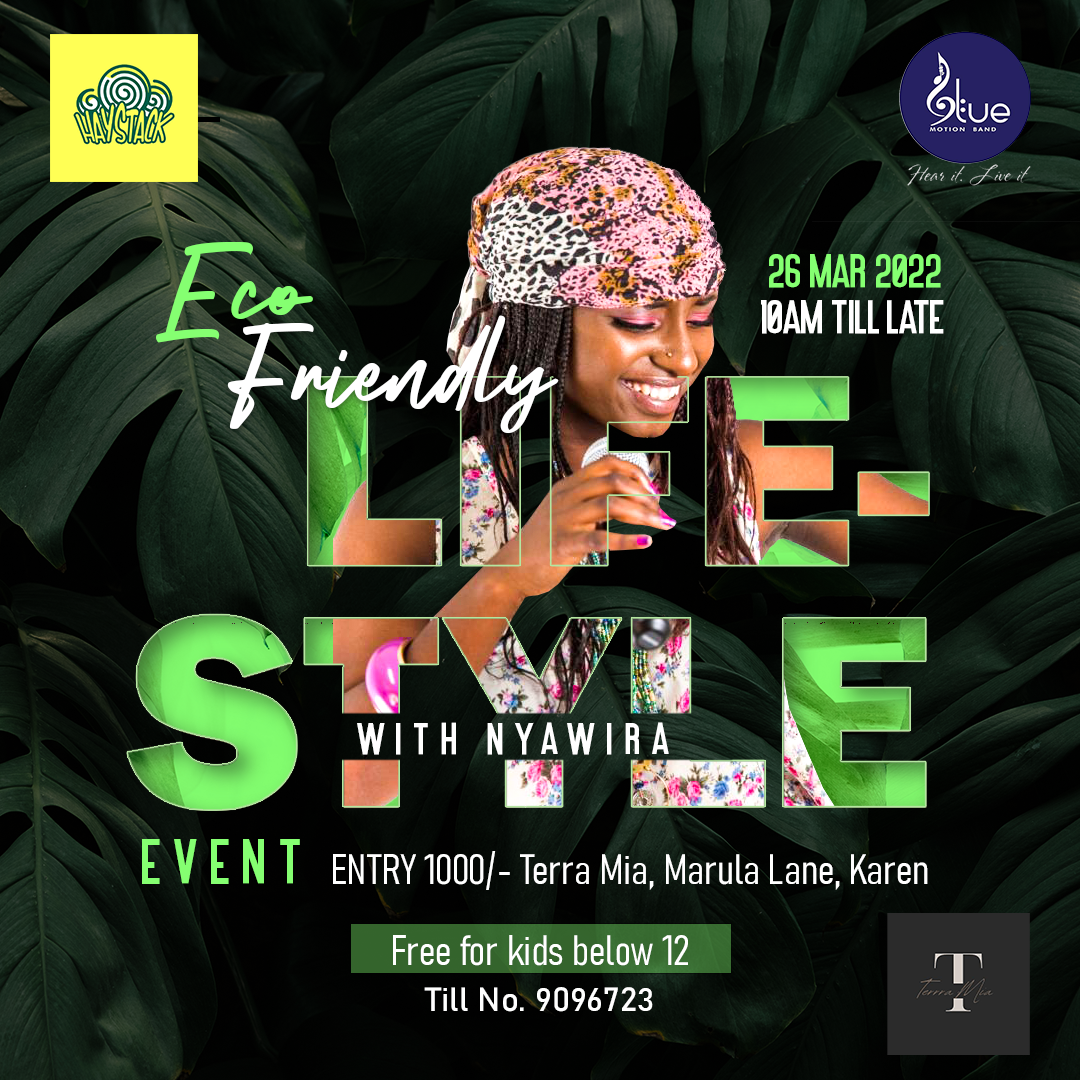 HAYSTACK
Blue
MOTION BAND
Hear it. Live it
26 MAR 2022
10AM TILL LATE
Eco
Friendly
LIFE-
STYLE
WITH NYAWIRA
EVENT
ENTRY 1000/- Terra Mia, Marula Lane, Karen
Free for kids below 12
Till No. 9096723
T
Terrra Mia